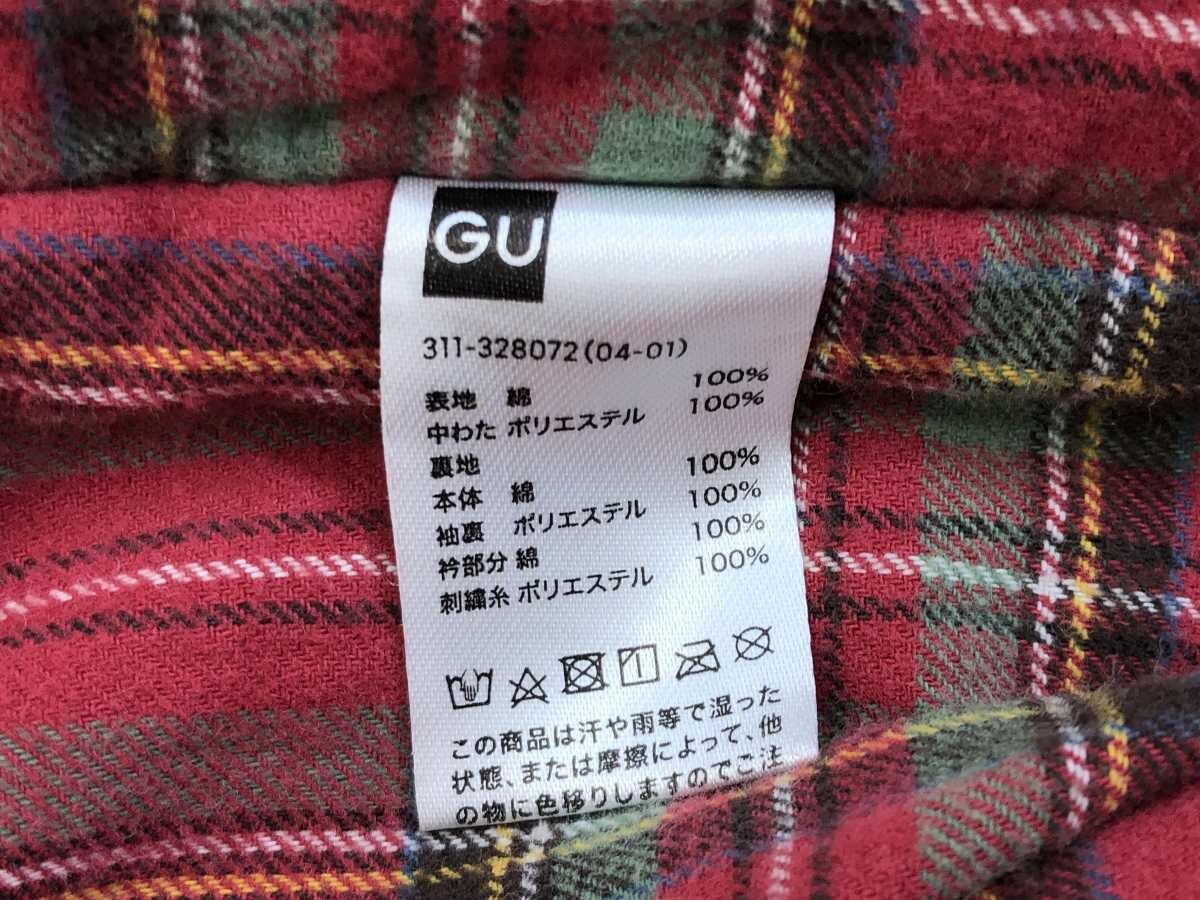 GU
311-328072(04-01)
表地 綿 100%
中わた ポリエステル 100%
裏地
本体 綿 100%
袖裏 ポリエステル 100%
衿部分 綿 100%
刺繍糸 ポリエステル 100%
この商品は汗や雨等で湿った
状態、または摩擦によって、他
の物に色移りしますのでご注